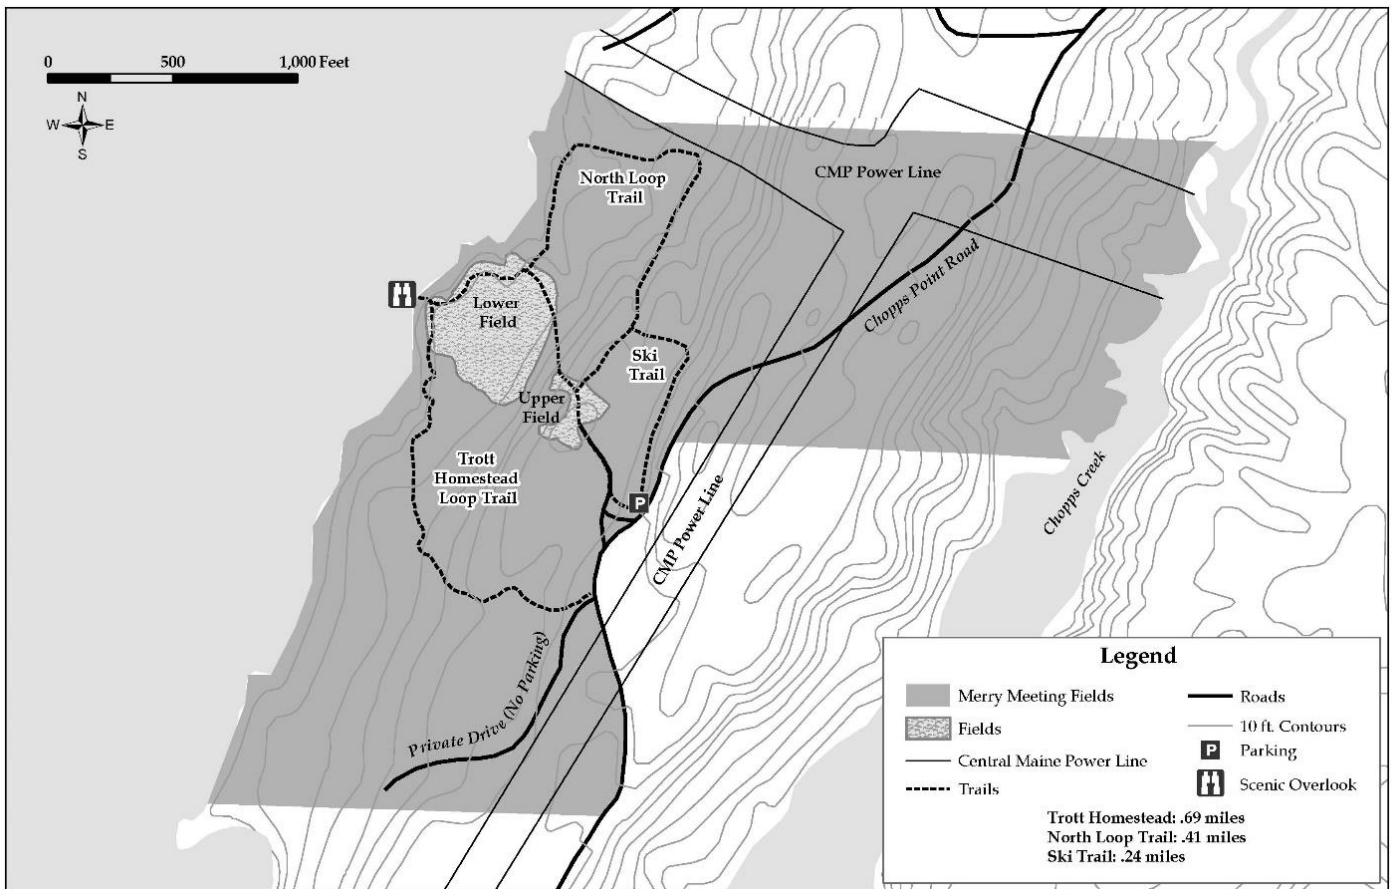 0 500 1,000 Feet
N
W E
S
North Loop
Trail
CMP Power Line
Chopps Point Road
Lower
Field
Ski
Trail
Upper
Field
Trott
Homestead
Loop Trail
P
CMP Power Line
Chopps Creek
Private Drive (No Parking)
Legend
Merry Meeting Fields
Fields
Central Maine Power Line
Trails
Roads
10 ft. Contours
P Parking
Scenic Overlook
Trott Homestead: .69 miles
North Loop Trail: .41 miles
Ski Trail: .24 miles